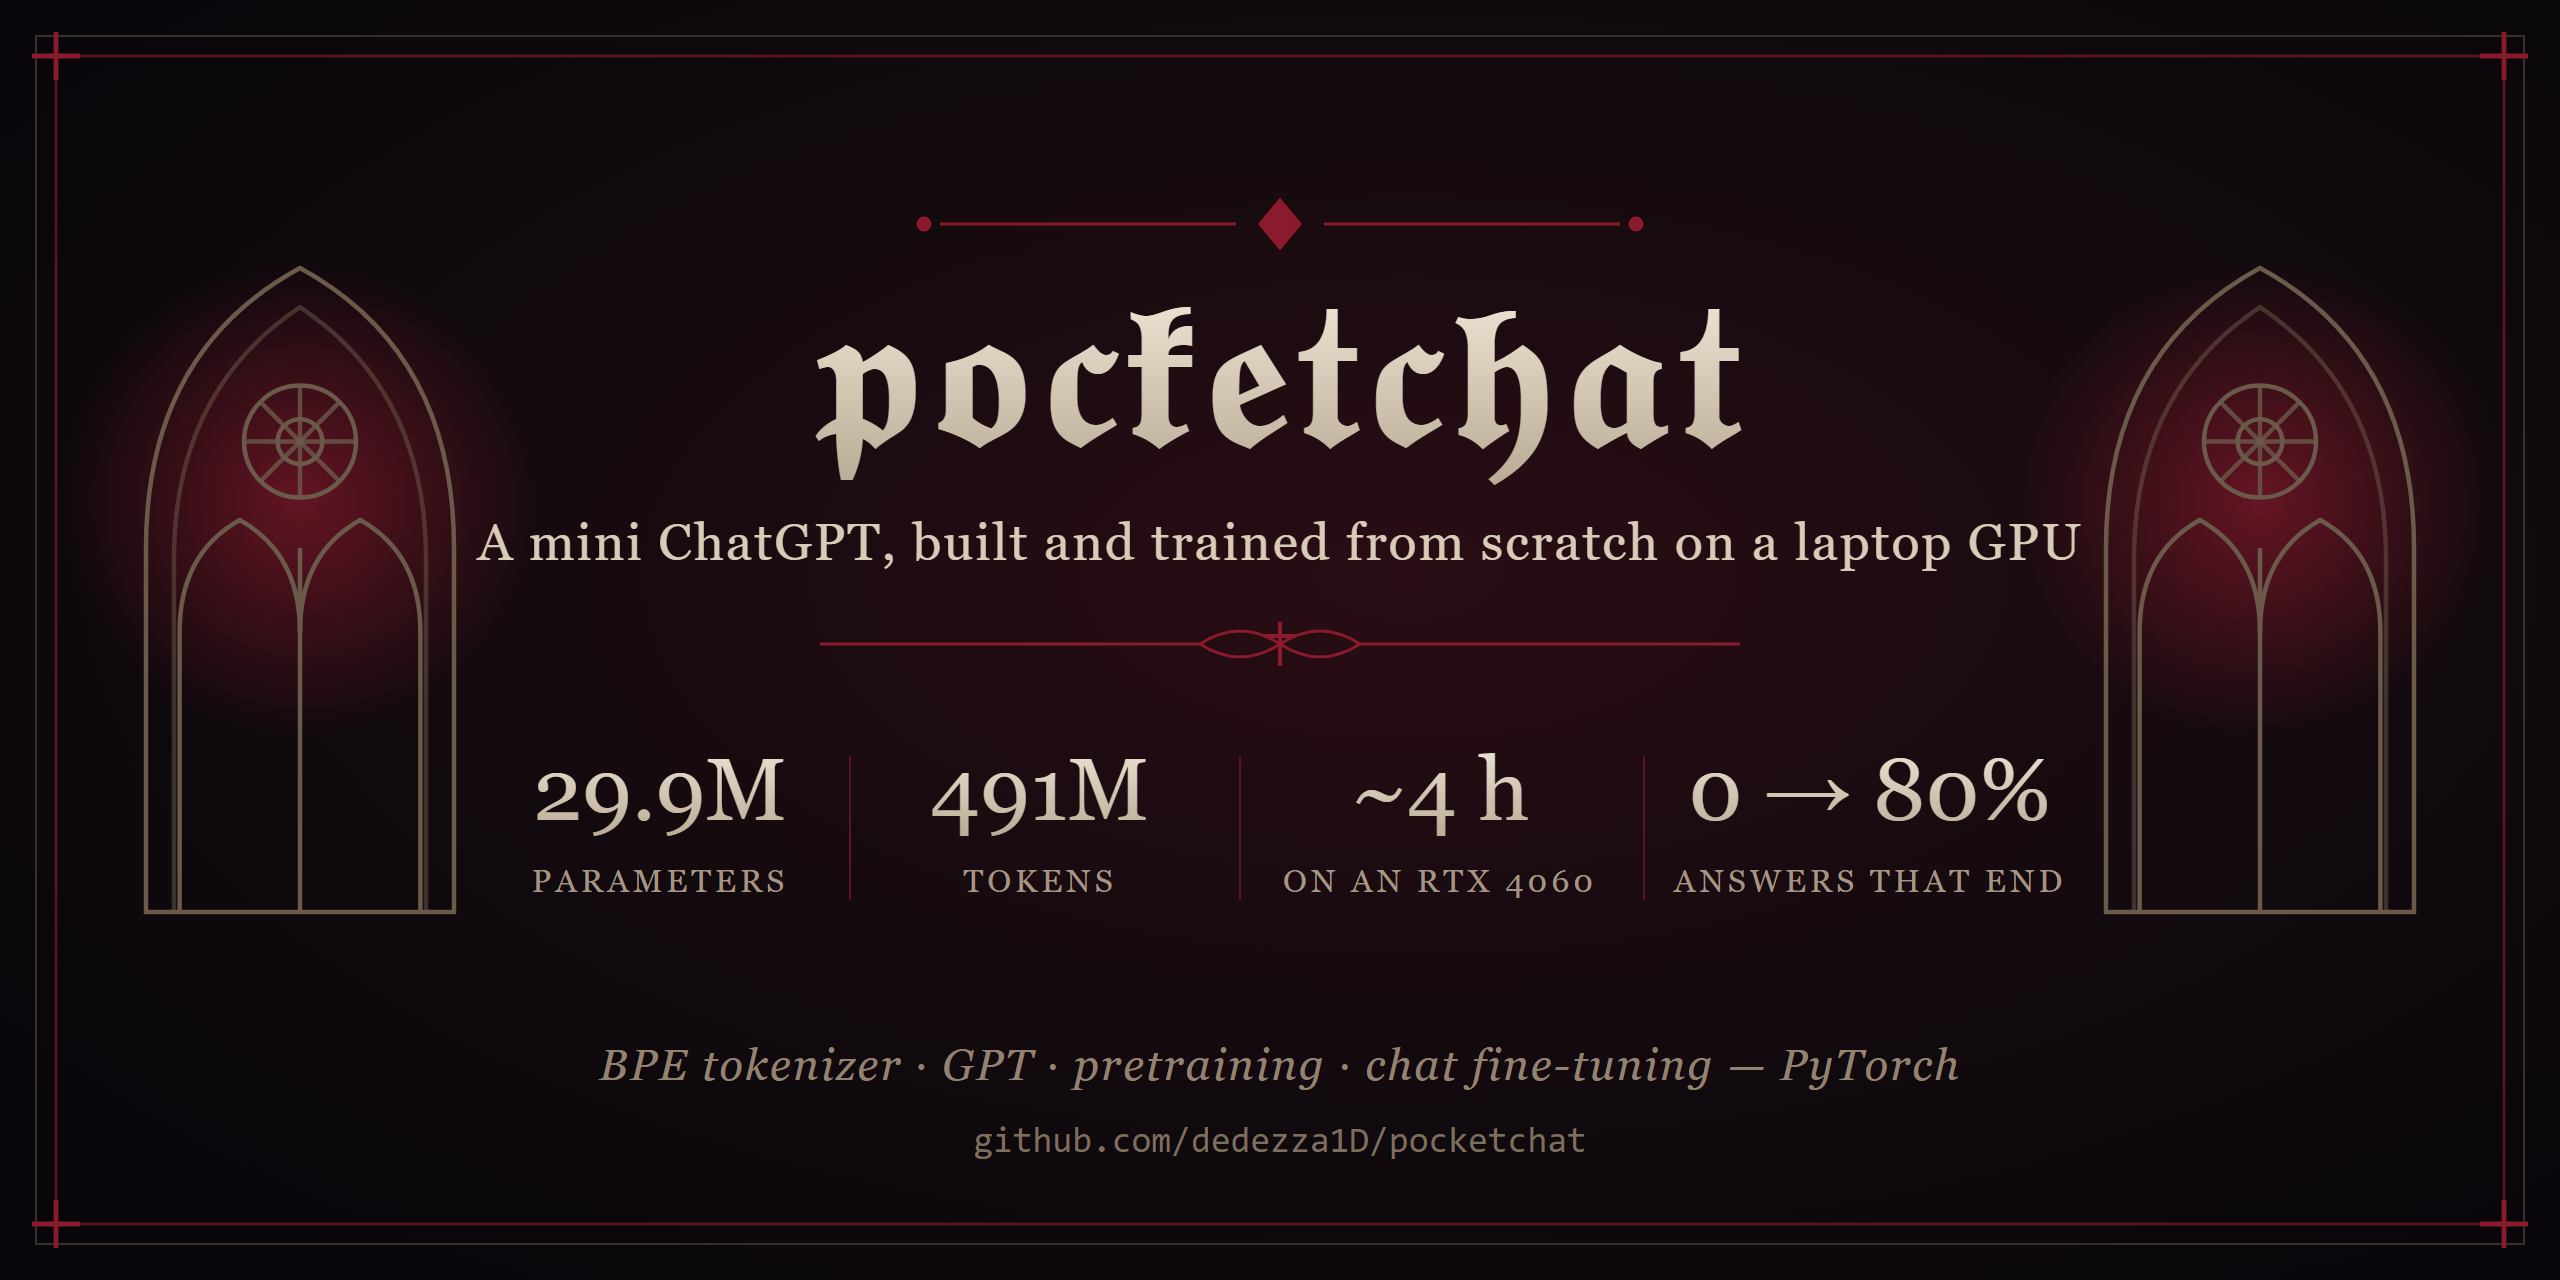 pocketchat
A mini ChatGPT, built and trained from scratch on a laptop GPU
29.9M
PARAMETERS
491M
TOKENS
~4 h
ON AN RTX 4060
0 → 80%
ANSWERS THAT END
BPE tokenizer · GPT · pretraining · chat fine-tuning — PyTorch
github.com/dedezza1D/pocketchat